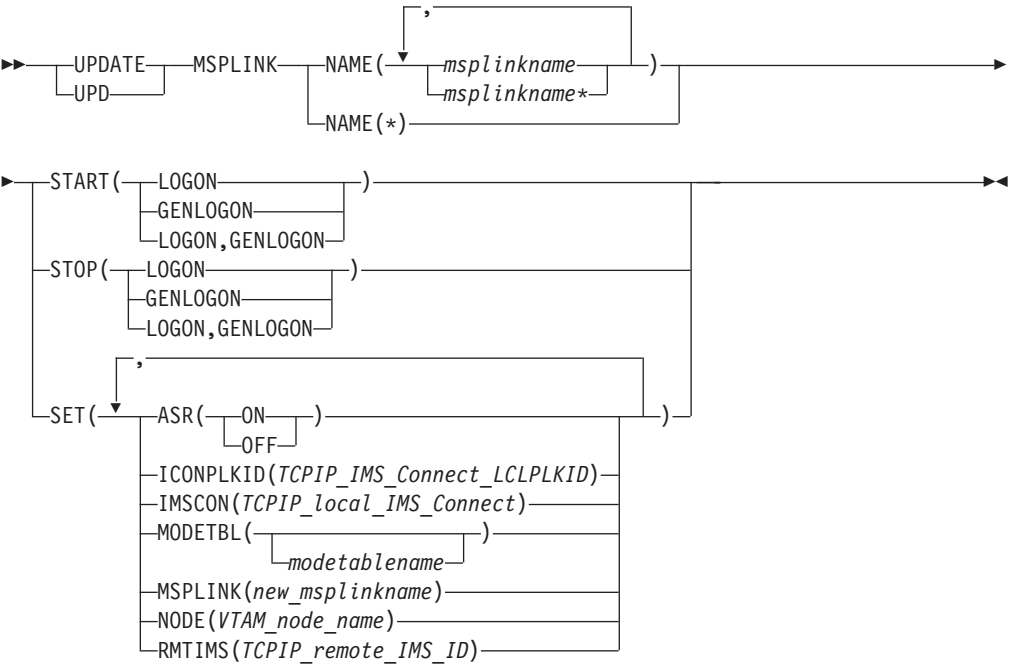 ,
UPDATE MSPLINK NAME( msplinkname )
UPD msplinkname*
NAME(*)
START( LOGON )
GENLOGON
LOGON,GENLOGON
STOP( LOGON )
GENLOGON
LOGON,GENLOGON
,
SET( ASR( ON ) )
OFF
ICONPLKID(TCPIP_IMS_Connect_LCLPLKID)
IMSCON(TCPIP_local_IMS_Connect)
MODETBL( )
modetablename
MSPLINK(new_msplinkname)
NODE(VTAM_node_name)
RMTIMS(TCPIP_remote_IMS_ID)